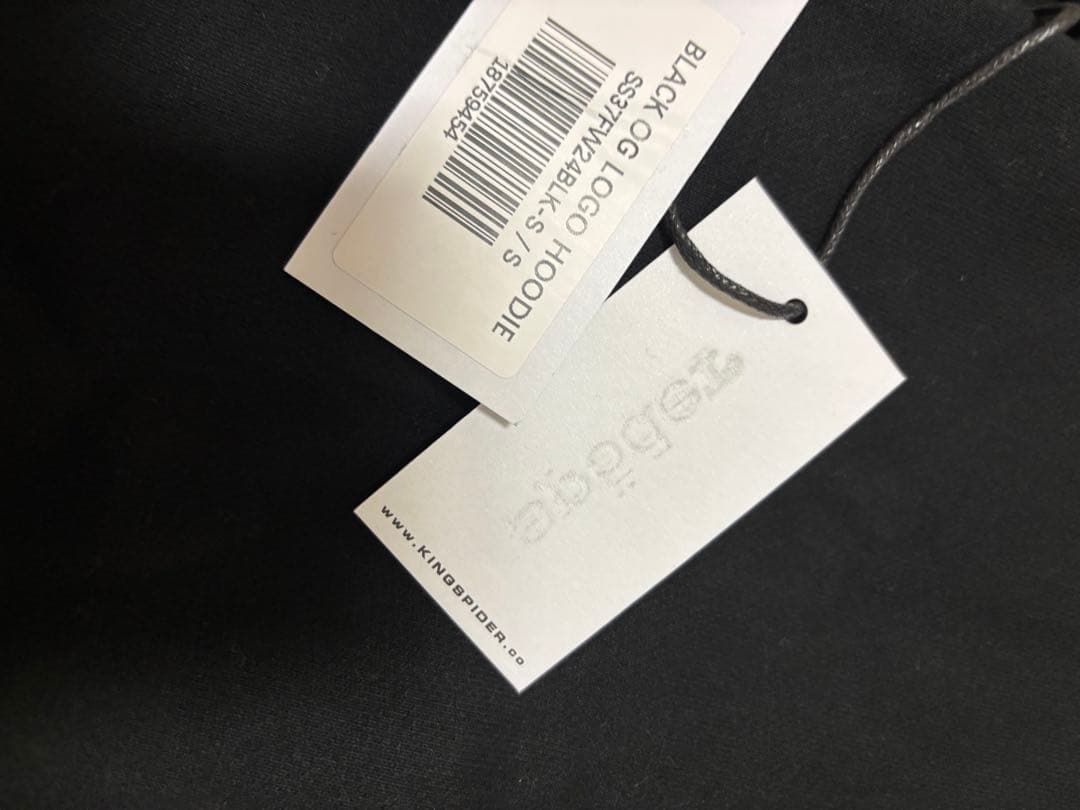 BLACK OG LOGO HOODIE
SS37FW24BLK-S / S
18759454
www.KINGSPIDER.co